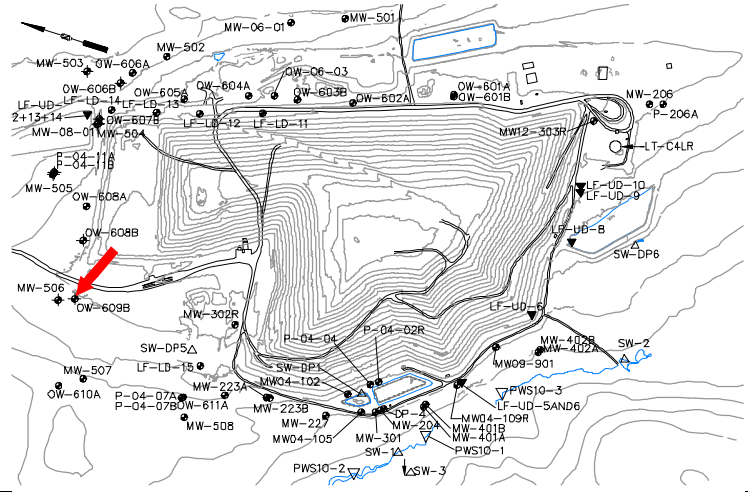 MW-501
MW-06-01
MW-502
MW-503
OW-606A
OW-606B
OW-605A
OW-604A
OW-06-03
OW-603B
OW-602A
OW-601A
OW-601B
MW-206
P-206A
LF-UD-
2+13+14
LF-LD-14
LF-LD-13
LF-LD-12
LF-LD-11
OW-607B
MW-08-01
MW-504
MW12-303R
LT-C4LR
P-04-11A
P-04-11B
MW-505
OW-608A
LF-UD-10
LF-UD-9
OW-608B
LF-UD-8
SW-DP6
MW-506
OW-609B
MW-302R
LF-UD-6
P-04-04
P-04-02R
SW-DP5
SW-DP1
LF-LD-15
MW04-102
MW09-901
MW-402B
MW-402A
SW-2
MW-507
OW-610A
MW-223A
P-04-07A
P-04-07B
OW-611A
MW-223B
MW-508
MW-227
MW04-105
MW-301
DP-4
MW-204
MW-401B
MW-401A
MW04-109R
LF-UD-5AND6
PWS10-3
PWS10-1
SW-1
PWS10-2
SW-3